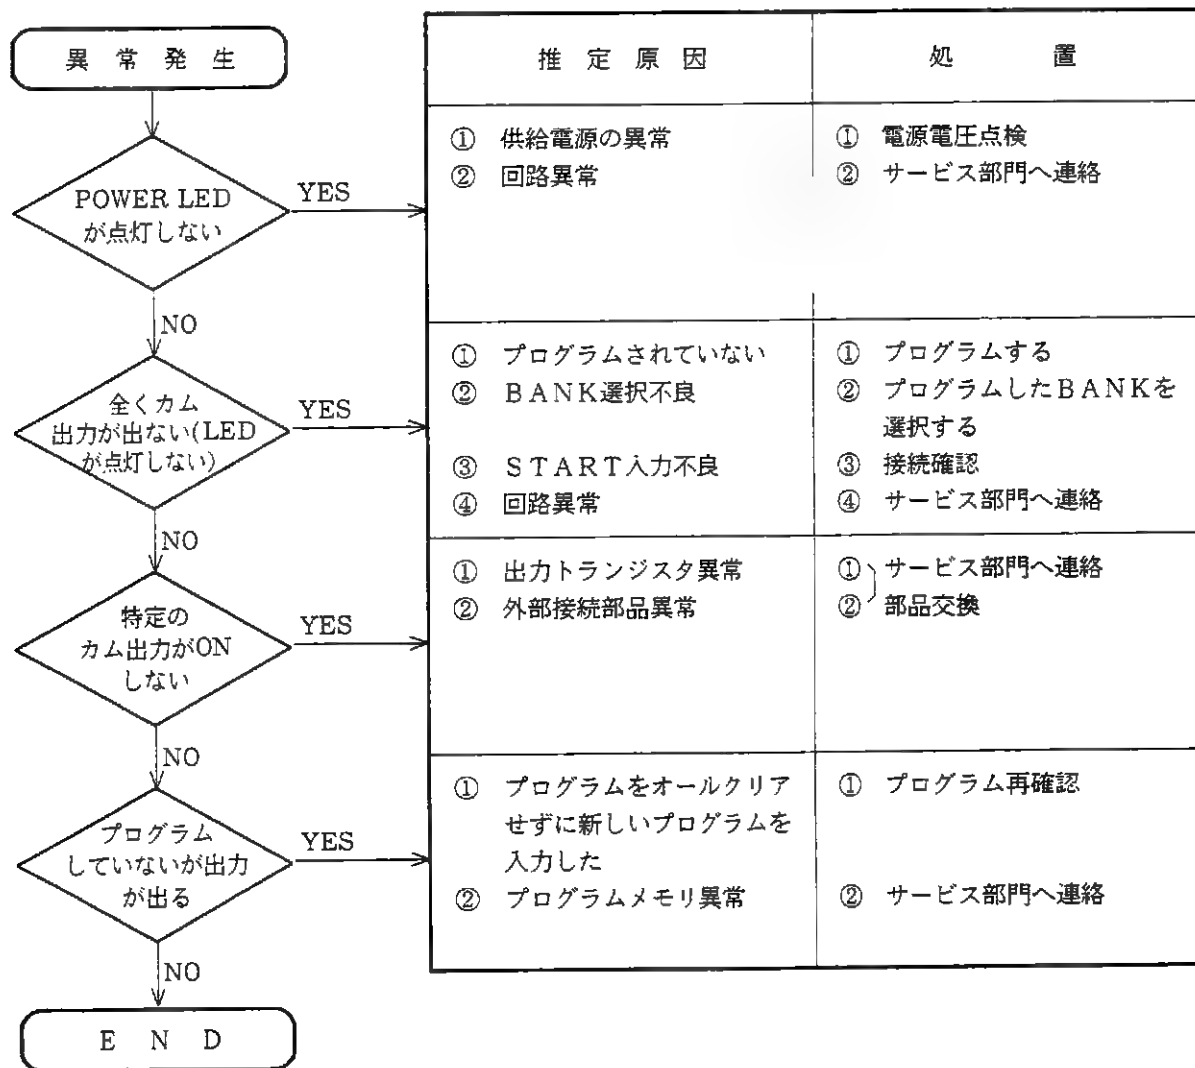 異常発生
推定原因
処置
POWER LED
が点灯しない
YES
① 供給電源の異常
② 回路異常
① 電源電圧点検
② サービス部門へ連絡
NO
全くカム
出力が出ない(LED
が点灯しない)
YES
① プログラムされていない
② BANK選択不良
③ START入力不良
④ 回路異常
① プログラムする
② プログラムしたBANKを
選択する
③ 接続確認
④ サービス部門へ連絡
NO
特定の
カム出力がON
しない
YES
① 出力トランジスタ異常
② 外部接続部品異常
① サービス部門へ連絡
② 部品交換
NO
プログラム
していないが出力
が出る
YES
① プログラムをオールクリア
せずに新しいプログラムを
入力した
② プログラムメモリ異常
① プログラム再確認
② サービス部門へ連絡
NO
END